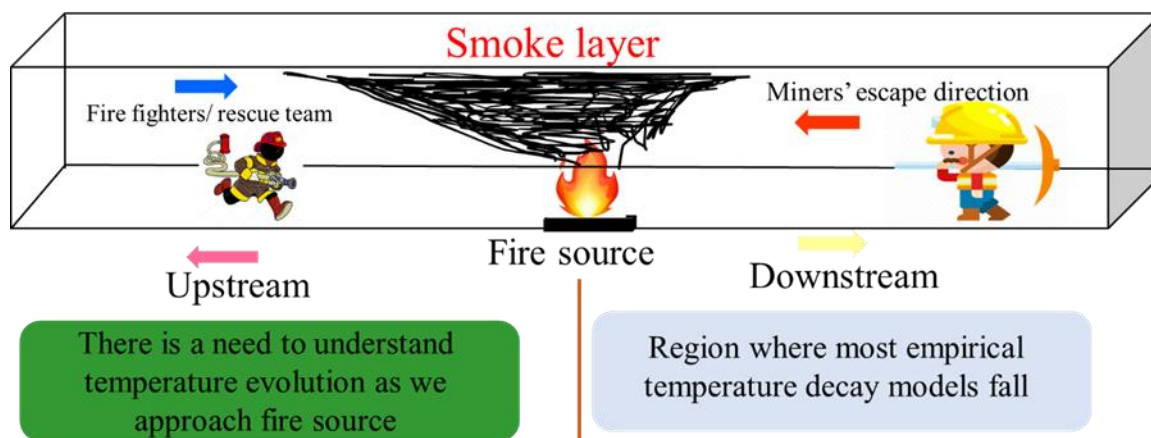 Smoke layer
Fire fighters/ rescue team
Miners' escape direction
Fire source
Upstream
Downstream
There is a need to understand
temperature evolution as we
approach fire source
Region where most empirical
temperature decay models fall